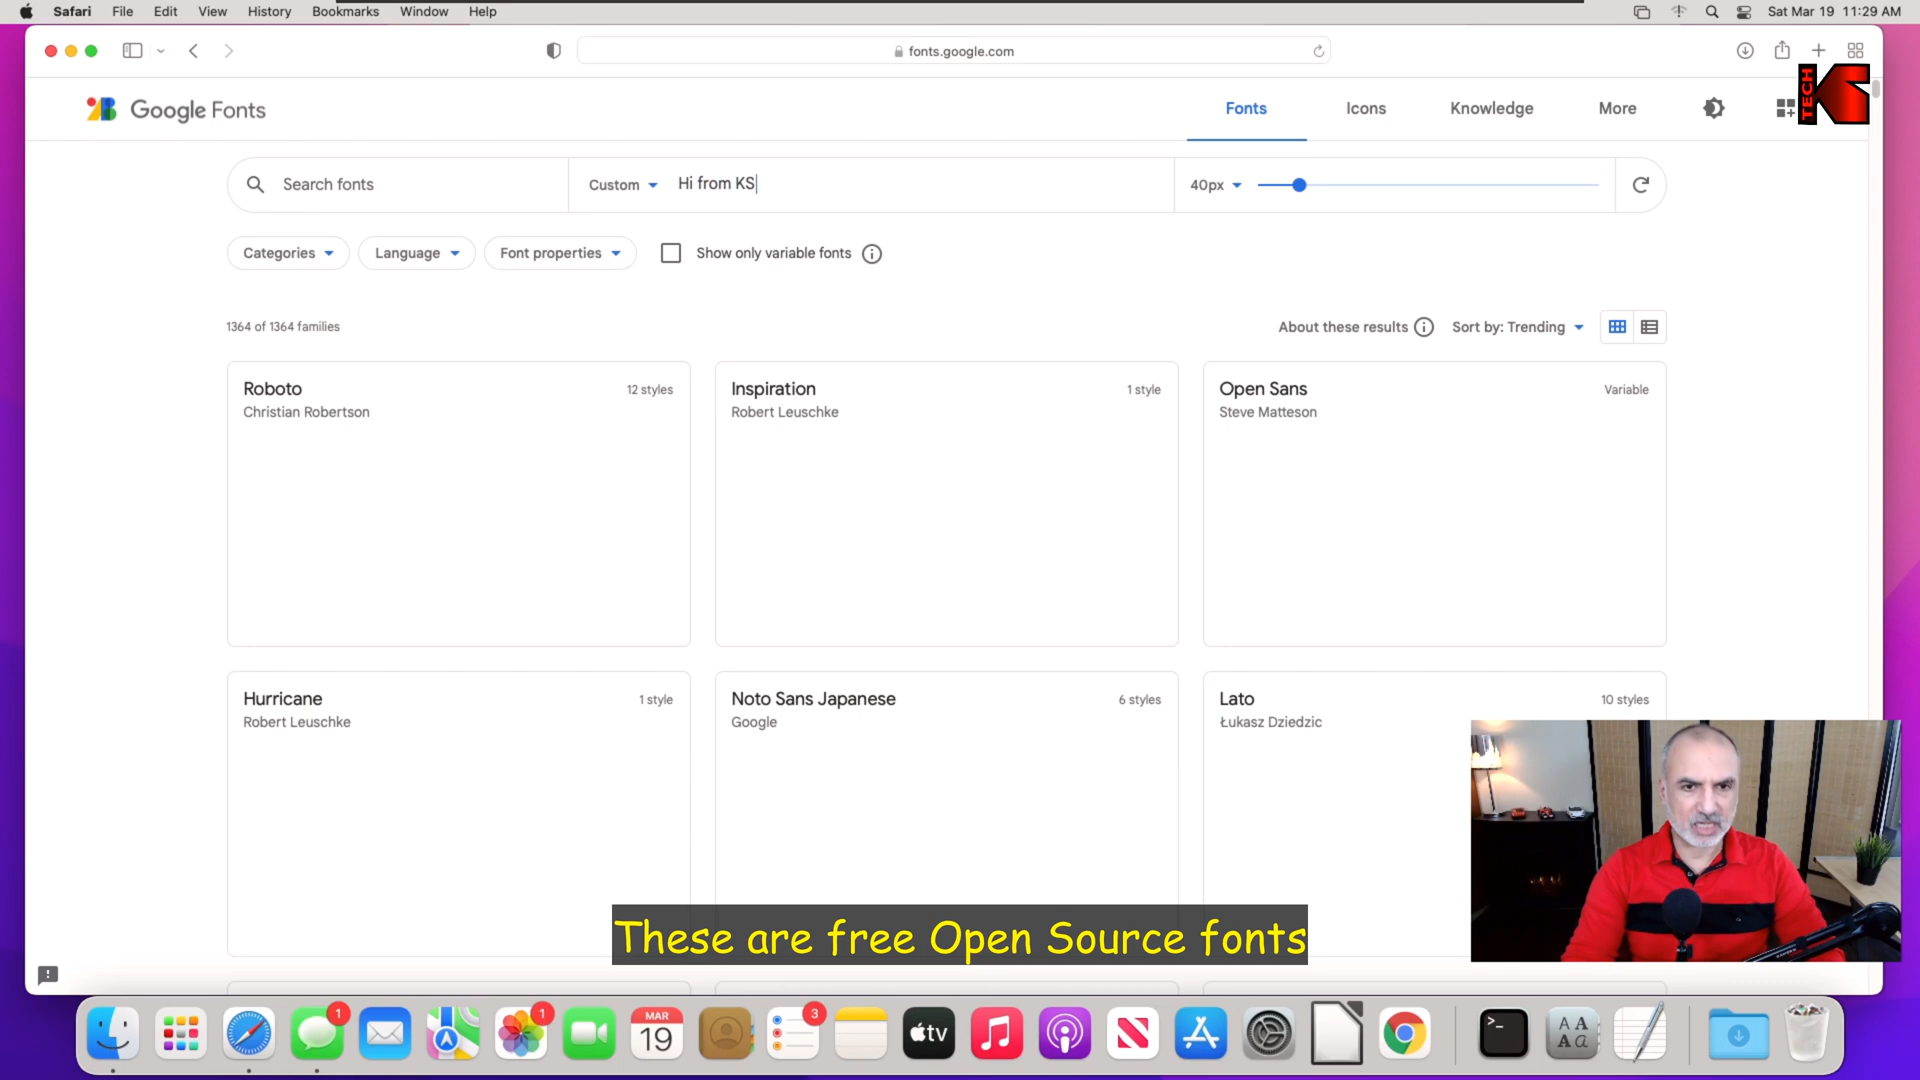 Safari File Edit View History Bookmarks Window Help Sat Mar 19 11:29 AM
fonts.google.com
TECH KS
Google Fonts Fonts Icons Knowledge More
Search fonts Custom Hi from KS 40px
Categories Language Font properties Show only variable fonts
1364 of 1364 families About these results Sort by: Trending
Roboto 12 styles
Christian Robertson
Inspiration 1 style
Robert Leuschke
Open Sans Variable
Steve Matteson
Hurricane 1 style
Robert Leuschke
Noto Sans Japanese 6 styles
Google
Lato 10 styles
Łukasz Dziedzic
These are free Open Source fonts
1 1 MAR 3
19 tv >_ A A
A a